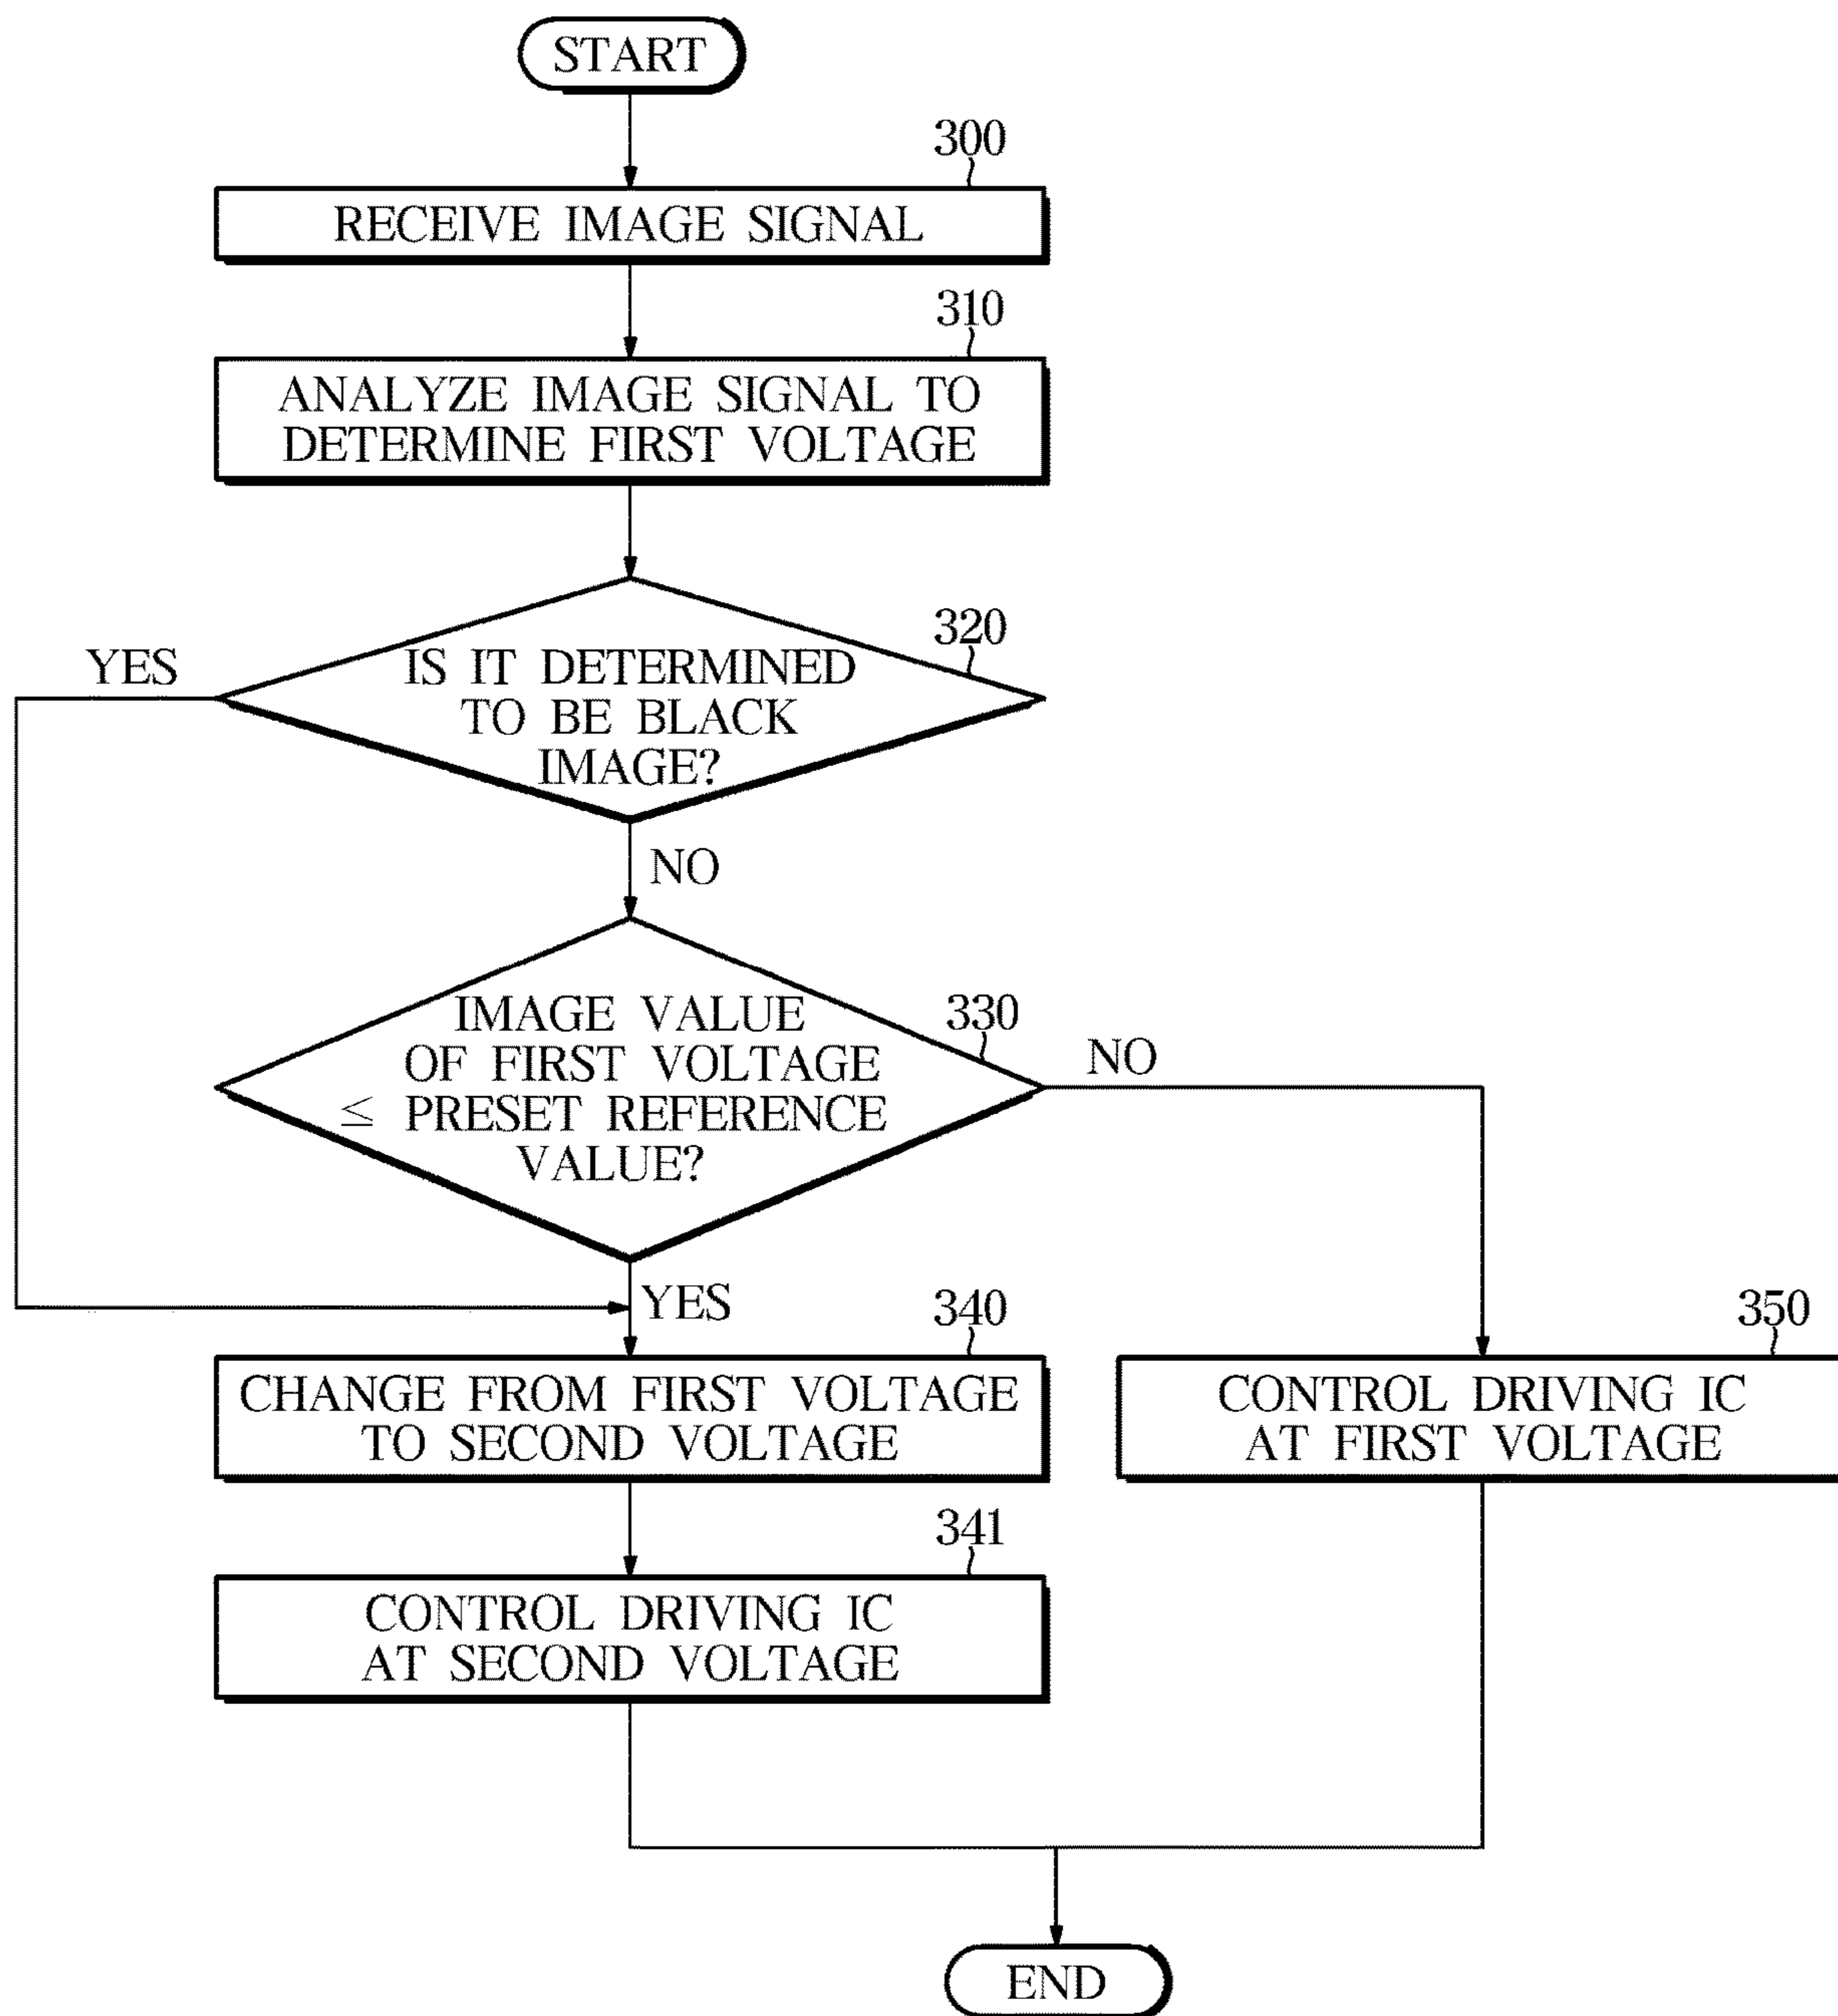 START
300
RECEIVE IMAGE SIGNAL
310
ANALYZE IMAGE SIGNAL TO
DETERMINE FIRST VOLTAGE
320
YES
IS IT DETERMINED
TO BE BLACK
IMAGE?
NO
330
IMAGE VALUE
OF FIRST VOLTAGE
≤ PRESET REFERENCE
VALUE?
NO
YES
340
CHANGE FROM FIRST VOLTAGE
TO SECOND VOLTAGE
350
CONTROL DRIVING IC
AT FIRST VOLTAGE
341
CONTROL DRIVING IC
AT SECOND VOLTAGE
END